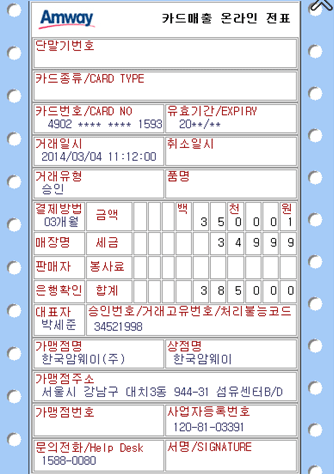 Amway 카드매출 온라인 전표
단말기번호
카드종류/CARD TYPE
카드번호/CARD NO 유효기간/EXPIRY
4902 **** **** 1593 20**/**
거래일시 취소일시
2014/03/04 11:12:00
거래유형 품명
승인
결제방법 금액 백 천 원
03개월 3 5 0 0 0 1
매장명 세금 3 4 9 9 9
판매자 봉사료
은행확인 합계 3 8 5 0 0 0
대표자 승인번호/거래고유번호/처리불능코드
박세준 34521998
가맹점명 상점명
한국암웨이(주) 한국암웨이
가맹점주소
서울시 강남구 대치3동 944-31 섬유센터B/D
가맹점번호 사업자등록번호
120-81-03391
문의전화/Help Desk 서명/SIGNATURE
1588-0080